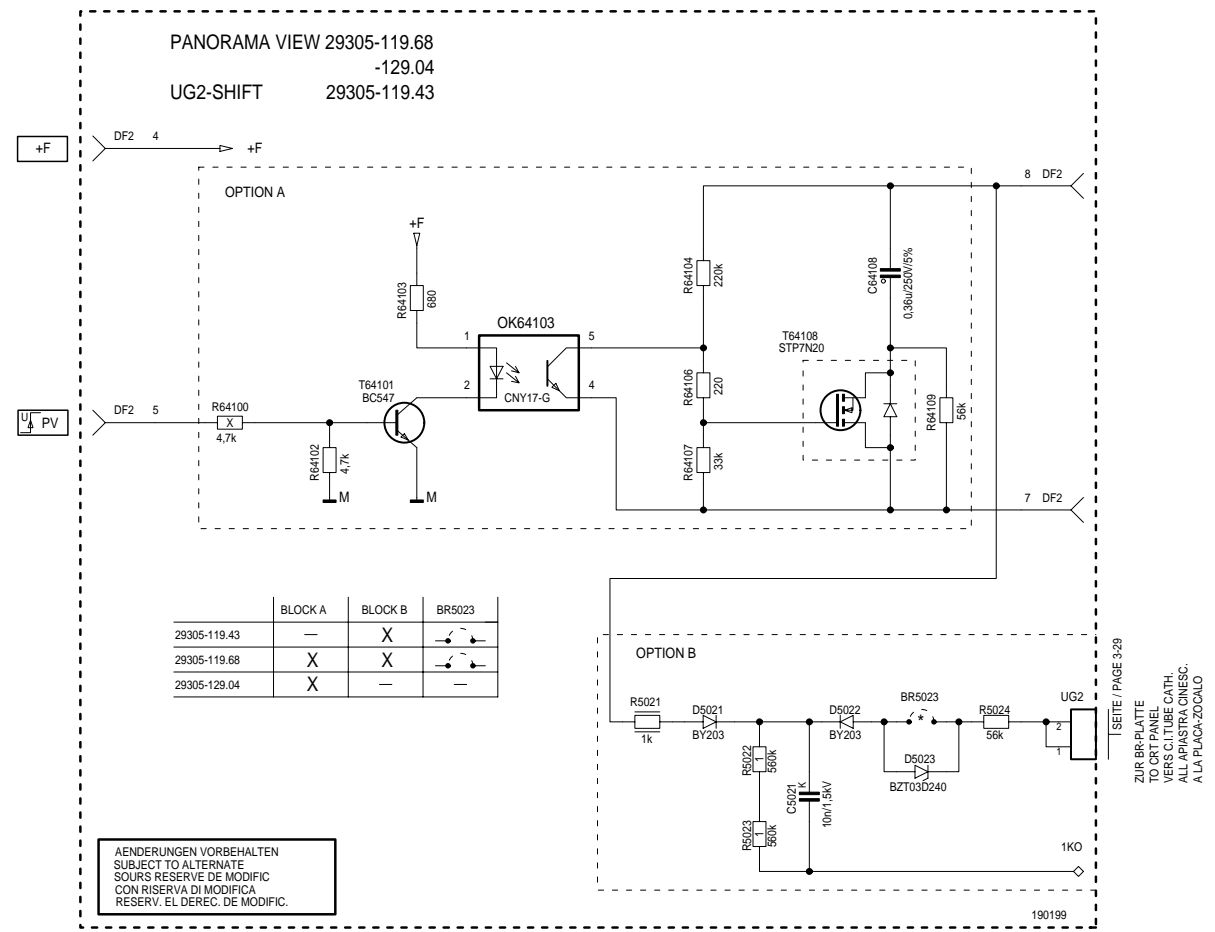 PANORAMA VIEW 29305-119.68
-129.04
UG2-SHIFT 29305-119.43
+F
DF2 4
+F
8 DF2
OPTION A
+F
R64103
680
R64104
220k
C64108
0,36u/250V/5%
OK64103
1
5
2
4
CNY17-G
T64108
STP7N20
T64101
BC547
R64106
220
R64109
56k
U PV
DF2 5
R64100
X
4,7k
R64102
4,7k
M
M
R64107
33k
7 DF2
BLOCK A BLOCK B BR5023
29305-119.43 — X
29305-119.68 X X
29305-129.04 X — —
OPTION B
R5021
1k
D5021
BY203
D5022
BY203
BR5023
*
R5024
56k
UG2
2
1
D5023
BZT03D240
R5022
1
560k
C5021
K
10n/1,5kV
R5023
1
560k
1KO
SEITE / PAGE 3-29
ZUR BR-PLATTE
TO CRT PANEL
VERS C.I.TUBE CATH.
ALL APIASTRA CINESC.
A LA PLACA-ZOCALO
AENDERUNGEN VORBEHALTEN
SUBJECT TO ALTERNATE
SOURS RESERVE DE MODIFIC
CON RISERVA DI MODIFICA
RESERV. EL DEREC. DE MODIFIC.
190199